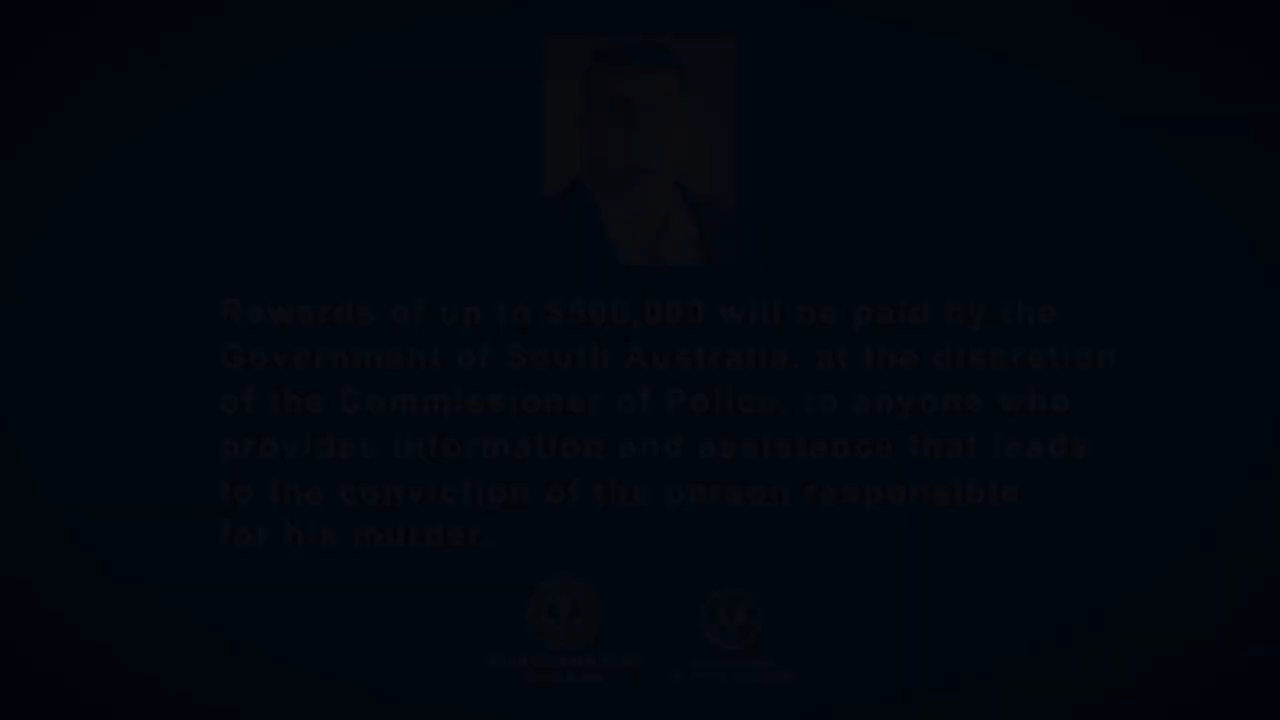 Rewards of up to $500,000 will be paid by the
Government of South Australia, at the discretion
of the Commissioner of Police, to anyone who
provides information and assistance that leads
to the conviction of the person responsible
for his murder.